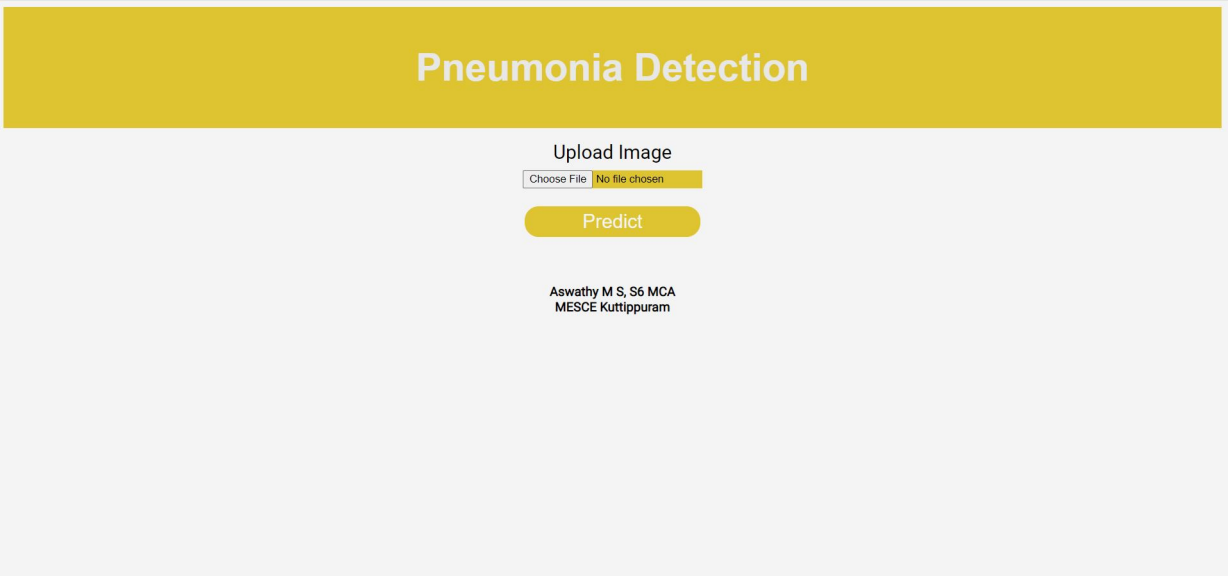 Pneumonia Detection
Upload Image
Choose File No file chosen
Predict
Aswathy M S, S6 MCA
MESCE Kuttippuram